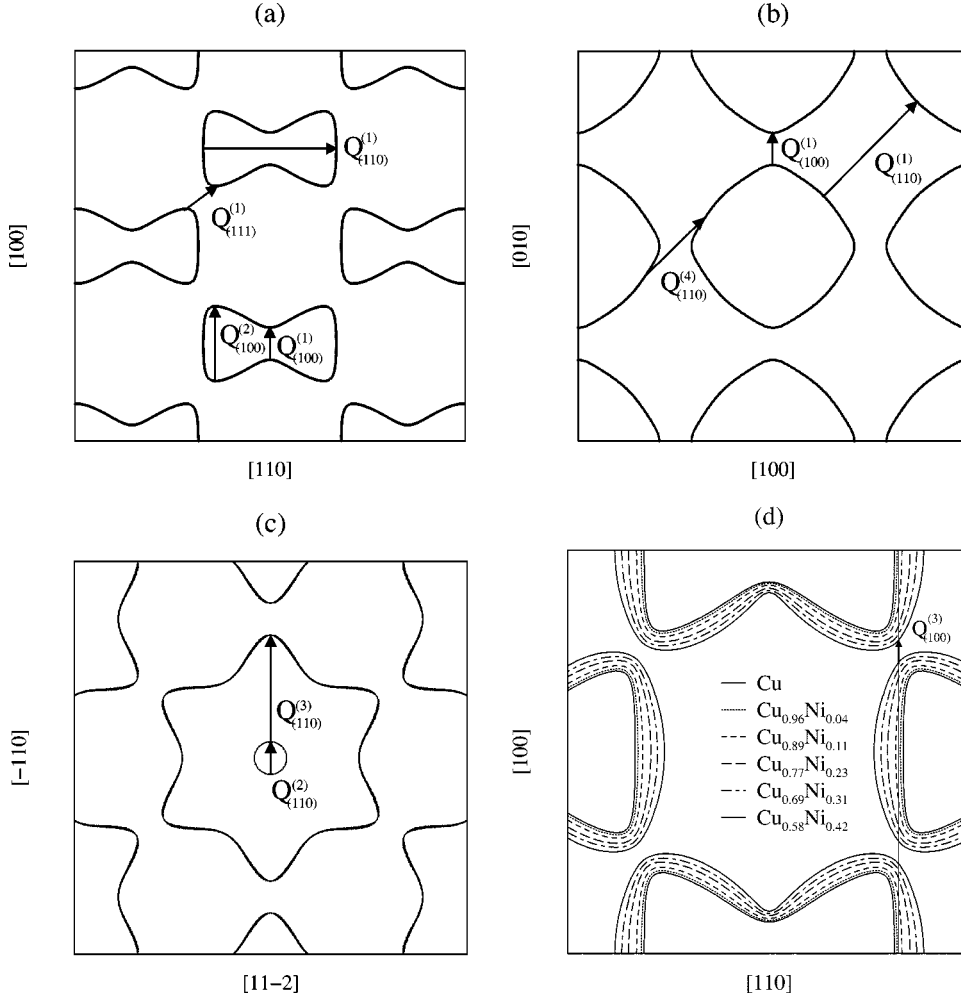 (a)
Q(110)(1)
Q(111)(1)
Q(100)(2)
Q(100)(1)
[100]
[110]
(b)
Q(100)(1)
Q(110)(1)
Q(110)(4)
[010]
[100]
(c)
Q(110)(3)
Q(110)(2)
[-110]
[11-2]
(d)
Q(100)(3)
Cu
Cu0.96Ni0.04
Cu0.89Ni0.11
Cu0.77Ni0.23
Cu0.69Ni0.31
Cu0.58Ni0.42
[100]
[110]